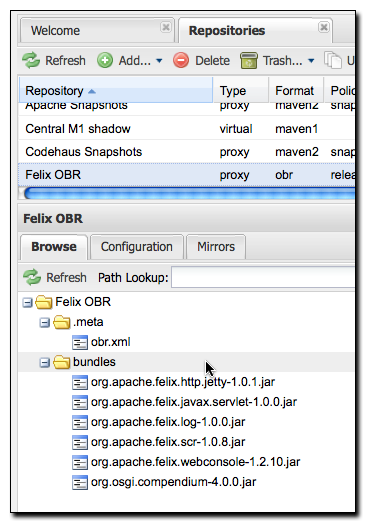 Welcome Repositories
Refresh Add... Delete Trash... U
Repository Type Format Polic
Apache Snapshots proxy maven2 snap
Central M1 shadow virtual maven1
Codehaus Snapshots proxy maven2 snap
Felix OBR proxy obr relea
Felix OBR
Browse Configuration Mirrors
Refresh Path Lookup:
Felix OBR
.meta
obr.xml
bundles
org.apache.felix.http.jetty-1.0.1.jar
org.apache.felix.javax.servlet-1.0.0.jar
org.apache.felix.log-1.0.0.jar
org.apache.felix.scr-1.0.8.jar
org.apache.felix.webconsole-1.2.10.jar
org.osgi.compendium-4.0.0.jar